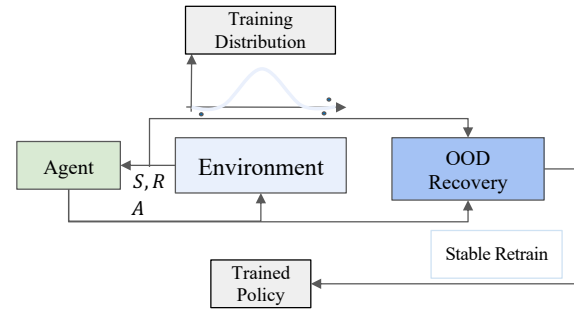 Training
Distribution
Agent
Environment
OOD
Recovery
S, R
A
Stable Retrain
Trained
Policy